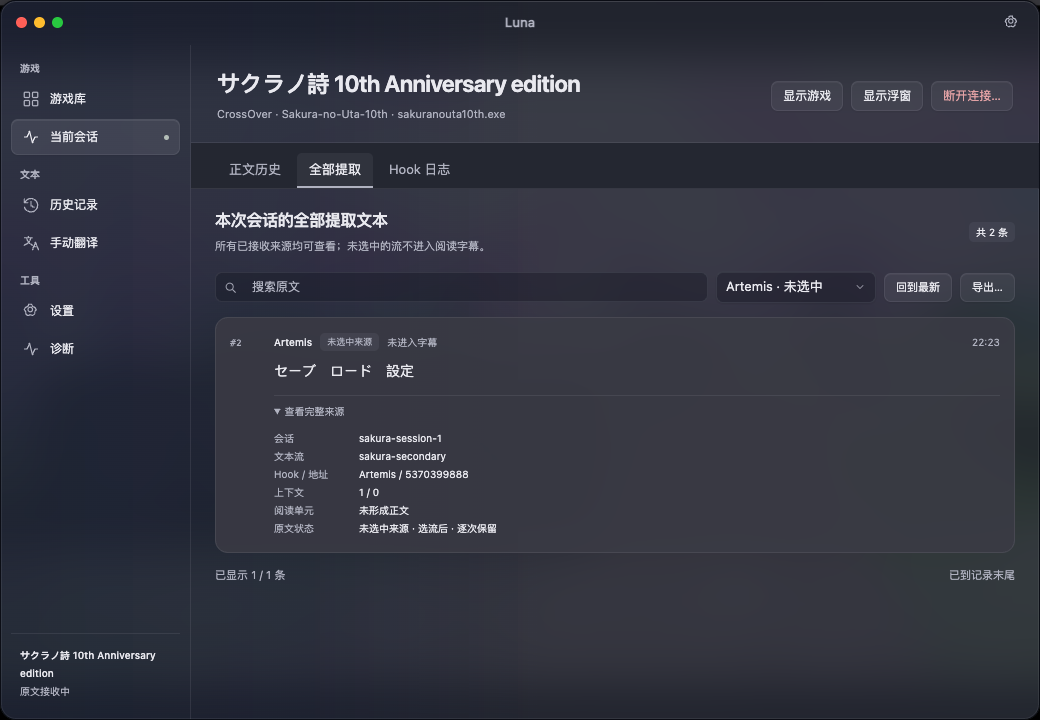 Luna
游戏
游戏库
当前会话
文本
历史记录
手动翻译
工具
设置
诊断
サクラノ詩 10th Anniversary edition
原文接收中
サクラノ詩 10th Anniversary edition
CrossOver · Sakura-no-Uta-10th · sakuranouta10th.exe
显示游戏 显示浮窗 断开连接...
正文历史 全部提取 Hook 日志
本次会话的全部提取文本
所有已接收来源均可查看；未选中的流不进入阅读字幕。
共 2 条
搜索原文 Artemis · 未选中 回到最新 导出...
#2 Artemis 未选中来源 未进入字幕 22:23
セーブ　ロード　設定
▼ 查看完整来源
会话 sakura-session-1
文本流 sakura-secondary
Hook / 地址 Artemis / 5370399888
上下文 1 / 0
阅读单元 未形成正文
原文状态 未选中来源 · 选流后 · 逐次保留
已显示 1 / 1 条 已到记录末尾